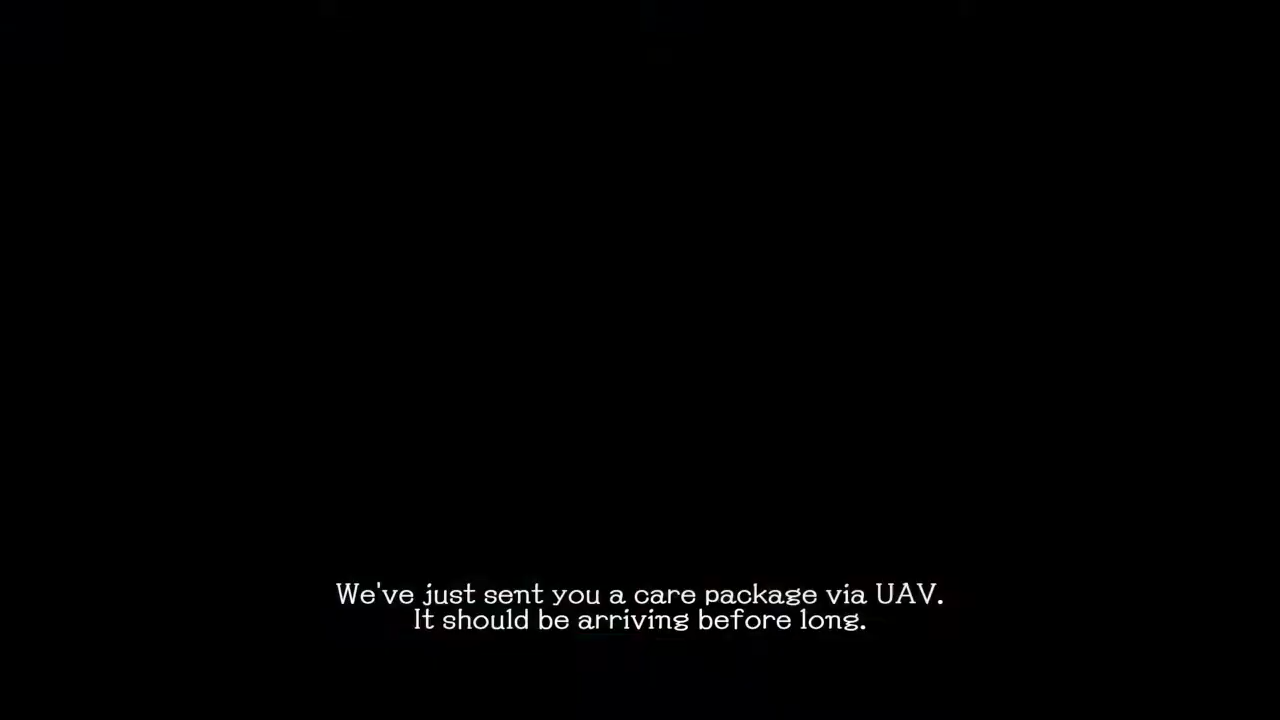 We've just sent you a care package via UAV.
It should be arriving before long.